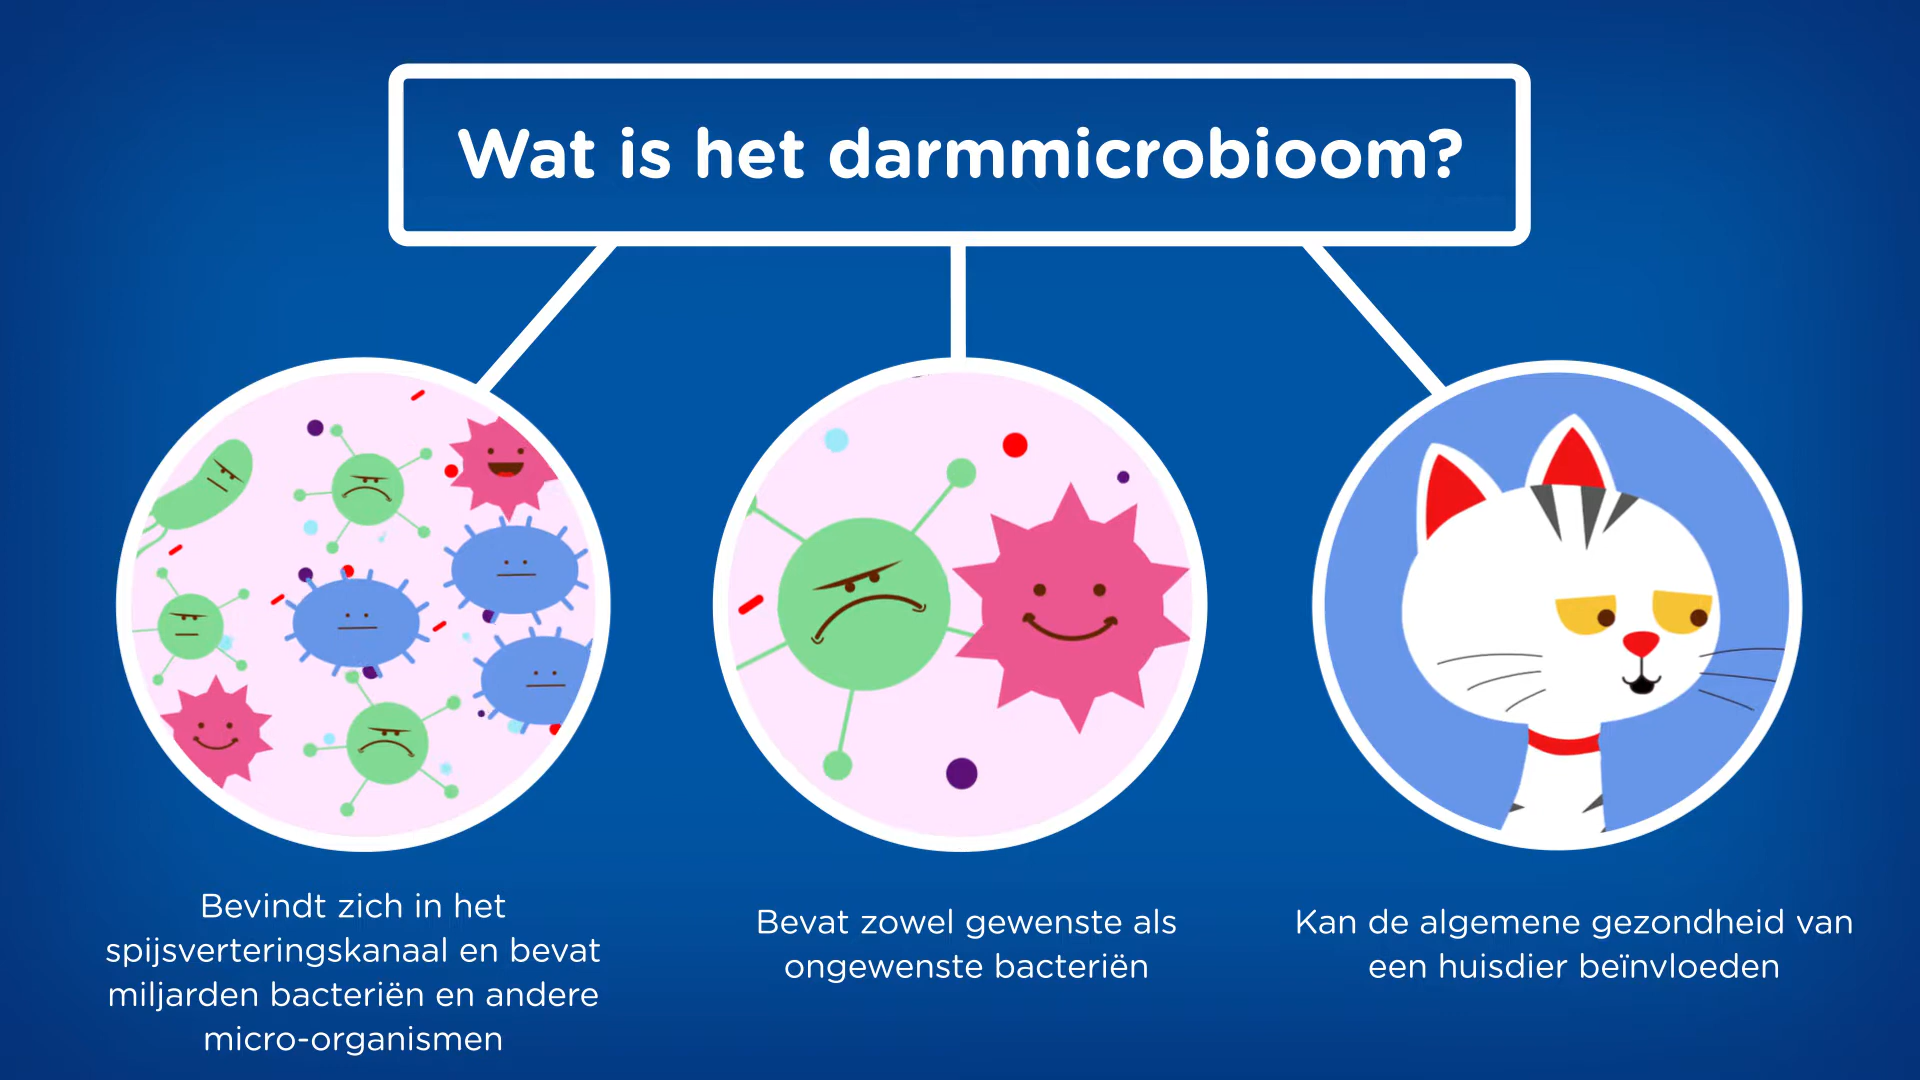 Wat is het darmmicrobioom?
Bevindt zich in het
spijsverteringskanaal en bevat
miljarden bacteriën en andere
micro-organismen
Bevat zowel gewenste als
ongewenste bacteriën
Kan de algemene gezondheid van
een huisdier beïnvloeden